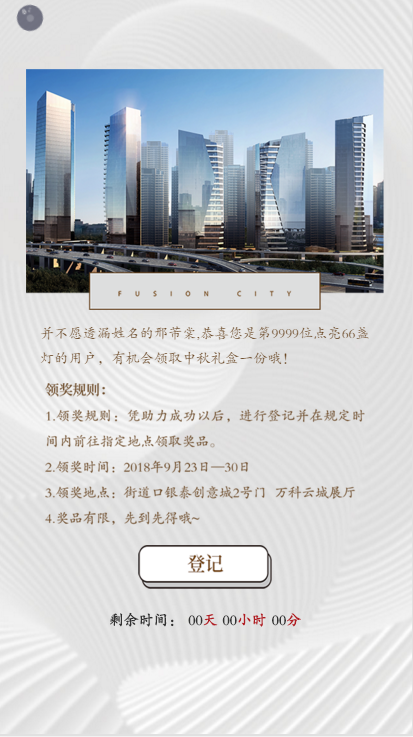 FUSION CITY
并不愿透漏姓名的邢芾棠,恭喜您是第9999位点亮66盏
灯的用户，有机会领取中秋礼盒一份哦!
领奖规则：
1.领奖规则：凭助力成功以后，进行登记并在规定时
间内前往指定地点领取奖品。
2.领奖时间：2018年9月23日—30日
3.领奖地点：街道口银泰创意城2号门 万科云城展厅
4.奖品有限，先到先得哦~
登记
剩余时间： 00天 00小时 00分